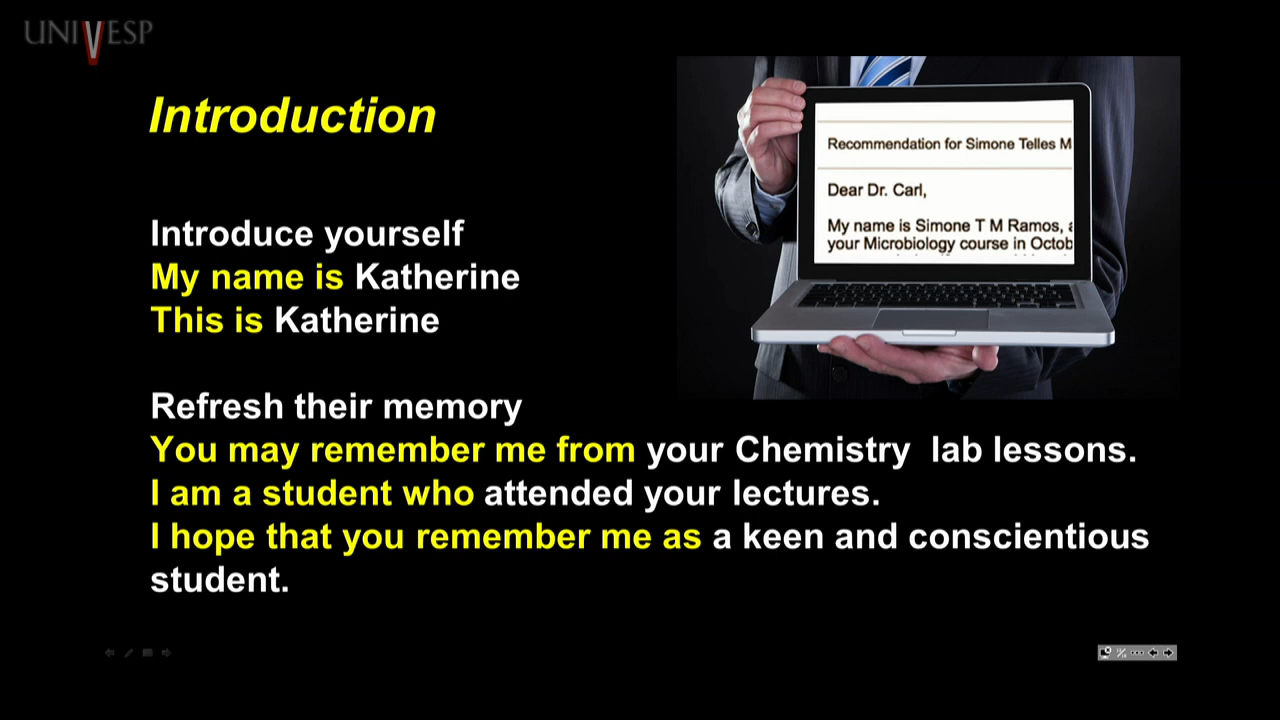 UNIVESP
Introduction
Introduce yourself
My name is Katherine
This is Katherine
Refresh their memory
You may remember me from your Chemistry lab lessons.
I am a student who attended your lectures.
I hope that you remember me as a keen and conscientious
student.
Recommendation for Simone Telles M
Dear Dr. Carl,
My name is Simone T M Ramos,
your Microbiology course in Octob